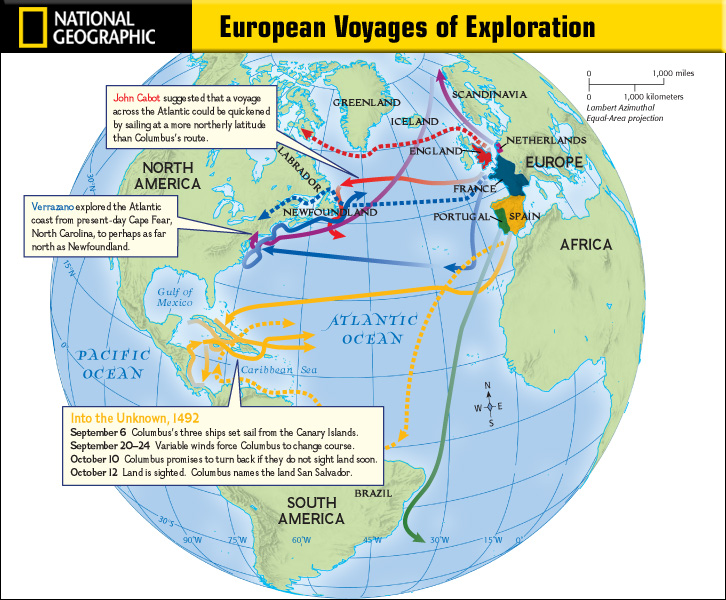 NATIONAL
GEOGRAPHIC
European Voyages of Exploration
0 1,000 miles
0 1,000 kilometers
Lambert Azimuthal
Equal-Area projection
John Cabot suggested that a voyage
across the Atlantic could be quickened
by sailing at a more northerly latitude
than Columbus's route.
GREENLAND
SCANDINAVIA
ICELAND
NETHERLANDS
ENGLAND
EUROPE
LABRADOR
NORTH
AMERICA
FRANCE
30°N
Verrazano explored the Atlantic
coast from present-day Cape Fear,
North Carolina, to perhaps as far
north as Newfoundland.
NEWFOUNDLAND
PORTUGAL
SPAIN
AFRICA
15°N
Gulf of
Mexico
ATLANTIC
OCEAN
0°
PACIFIC
OCEAN
Caribbean Sea
N
W E
S
Into the Unknown, 1492
September 6 Columbus's three ships set sail from the Canary Islands.
September 20–24 Variable winds force Columbus to change course.
October 10 Columbus promises to turn back if they do not sight land soon.
October 12 Land is sighted. Columbus names the land San Salvador.
BRAZIL
SOUTH
AMERICA
30°S
90°W 75°W 60°W 45°W 30°W 15°W 0°